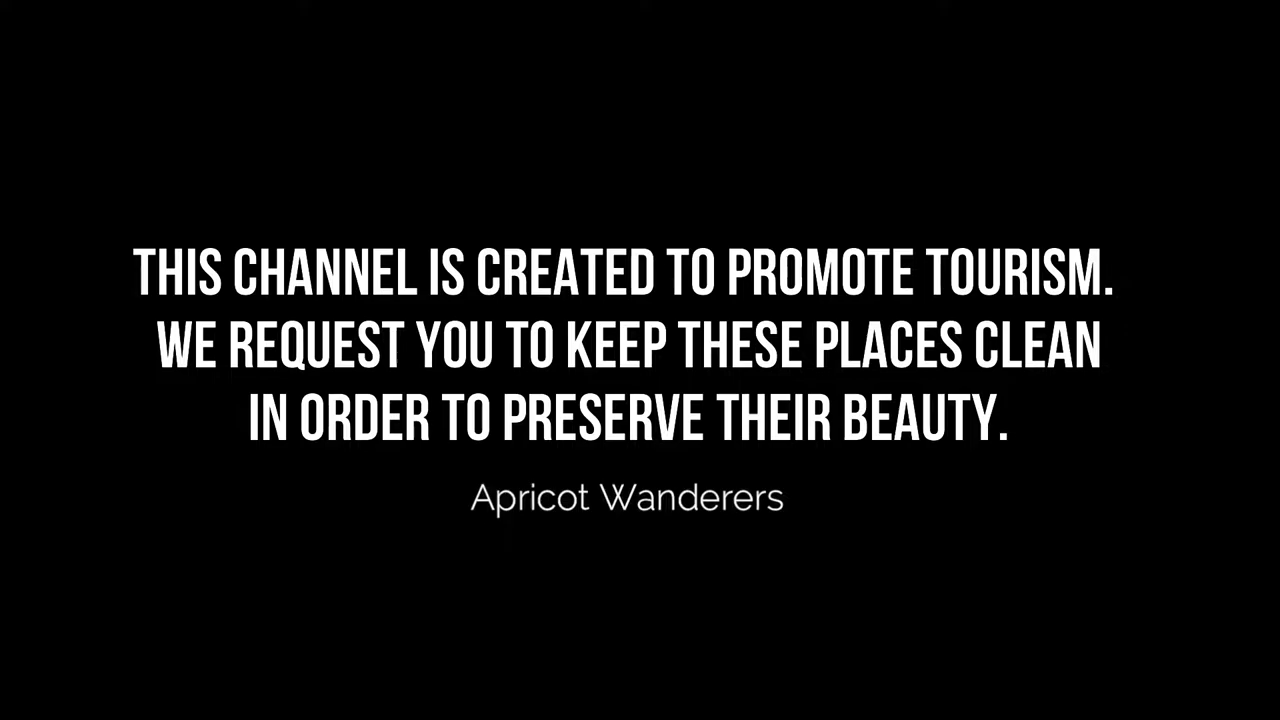 THIS CHANNEL IS CREATED TO PROMOTE TOURISM.
WE REQUEST YOU TO KEEP THESE PLACES CLEAN
IN ORDER TO PRESERVE THEIR BEAUTY.
Apricot Wanderers